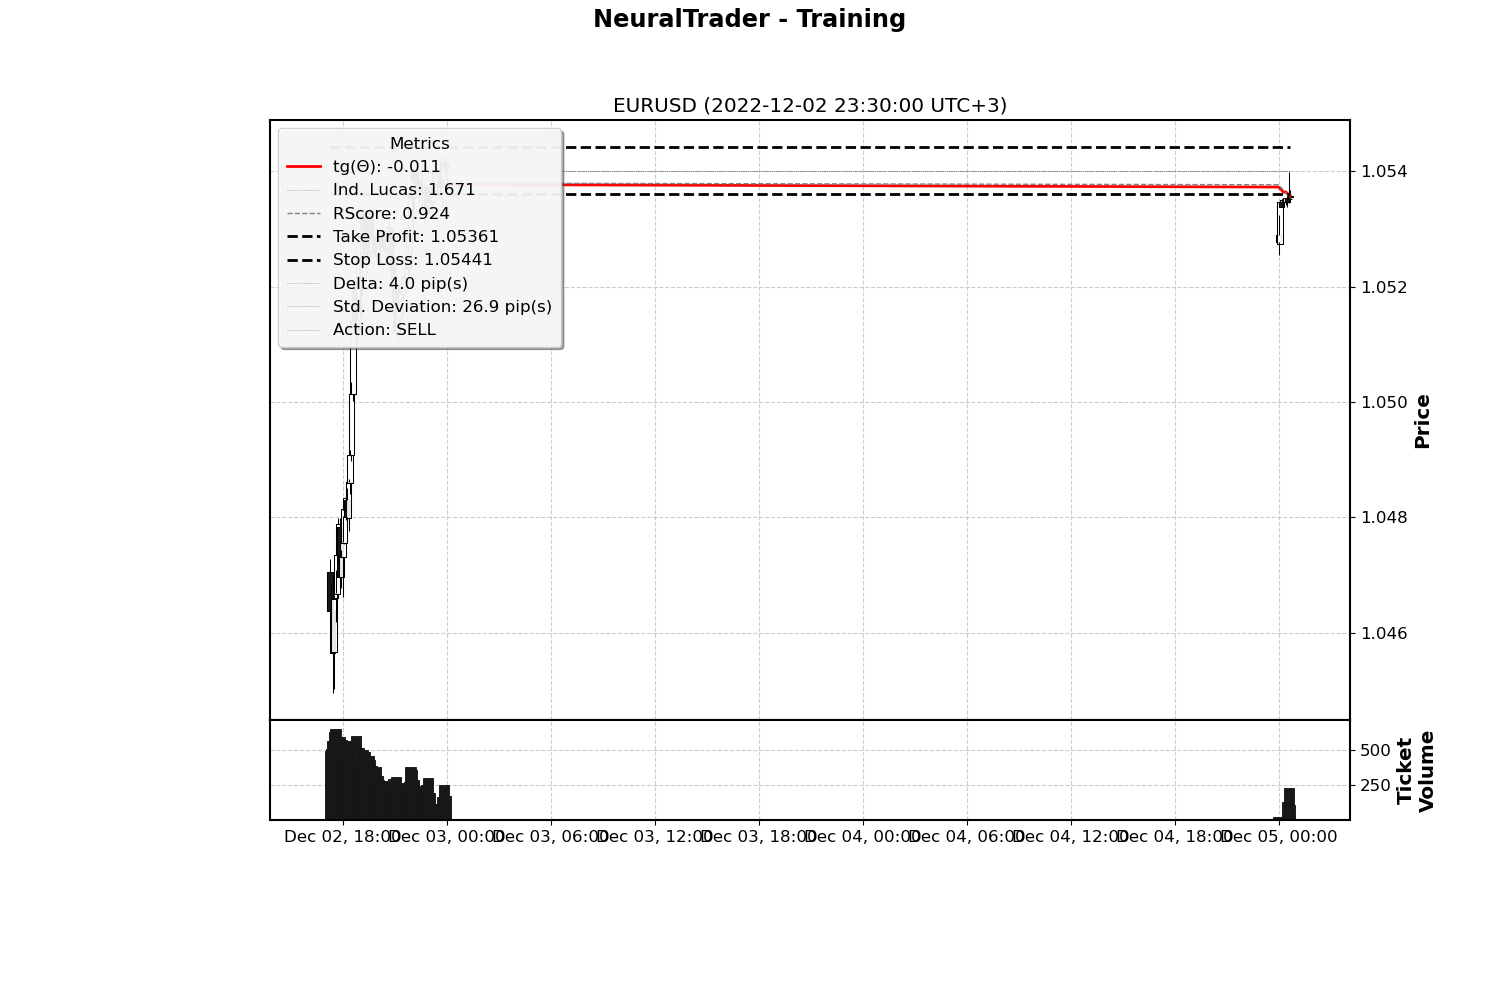 NeuralTrader - Training
EURUSD (2022-12-02 23:30:00 UTC+3)
Metrics
tg(Θ): -0.011
Ind. Lucas: 1.671
RScore: 0.924
Take Profit: 1.05361
Stop Loss: 1.05441
Delta: 4.0 pip(s)
Std. Deviation: 26.9 pip(s)
Action: SELL
1.054
1.052
1.050
1.048
1.046
Price
500
250
Ticket
Volume
Dec 02, 18:00
Dec 03, 00:00
Dec 03, 06:00
Dec 03, 12:00
Dec 03, 18:00
Dec 04, 00:00
Dec 04, 06:00
Dec 04, 12:00
Dec 04, 18:00
Dec 05, 00:00